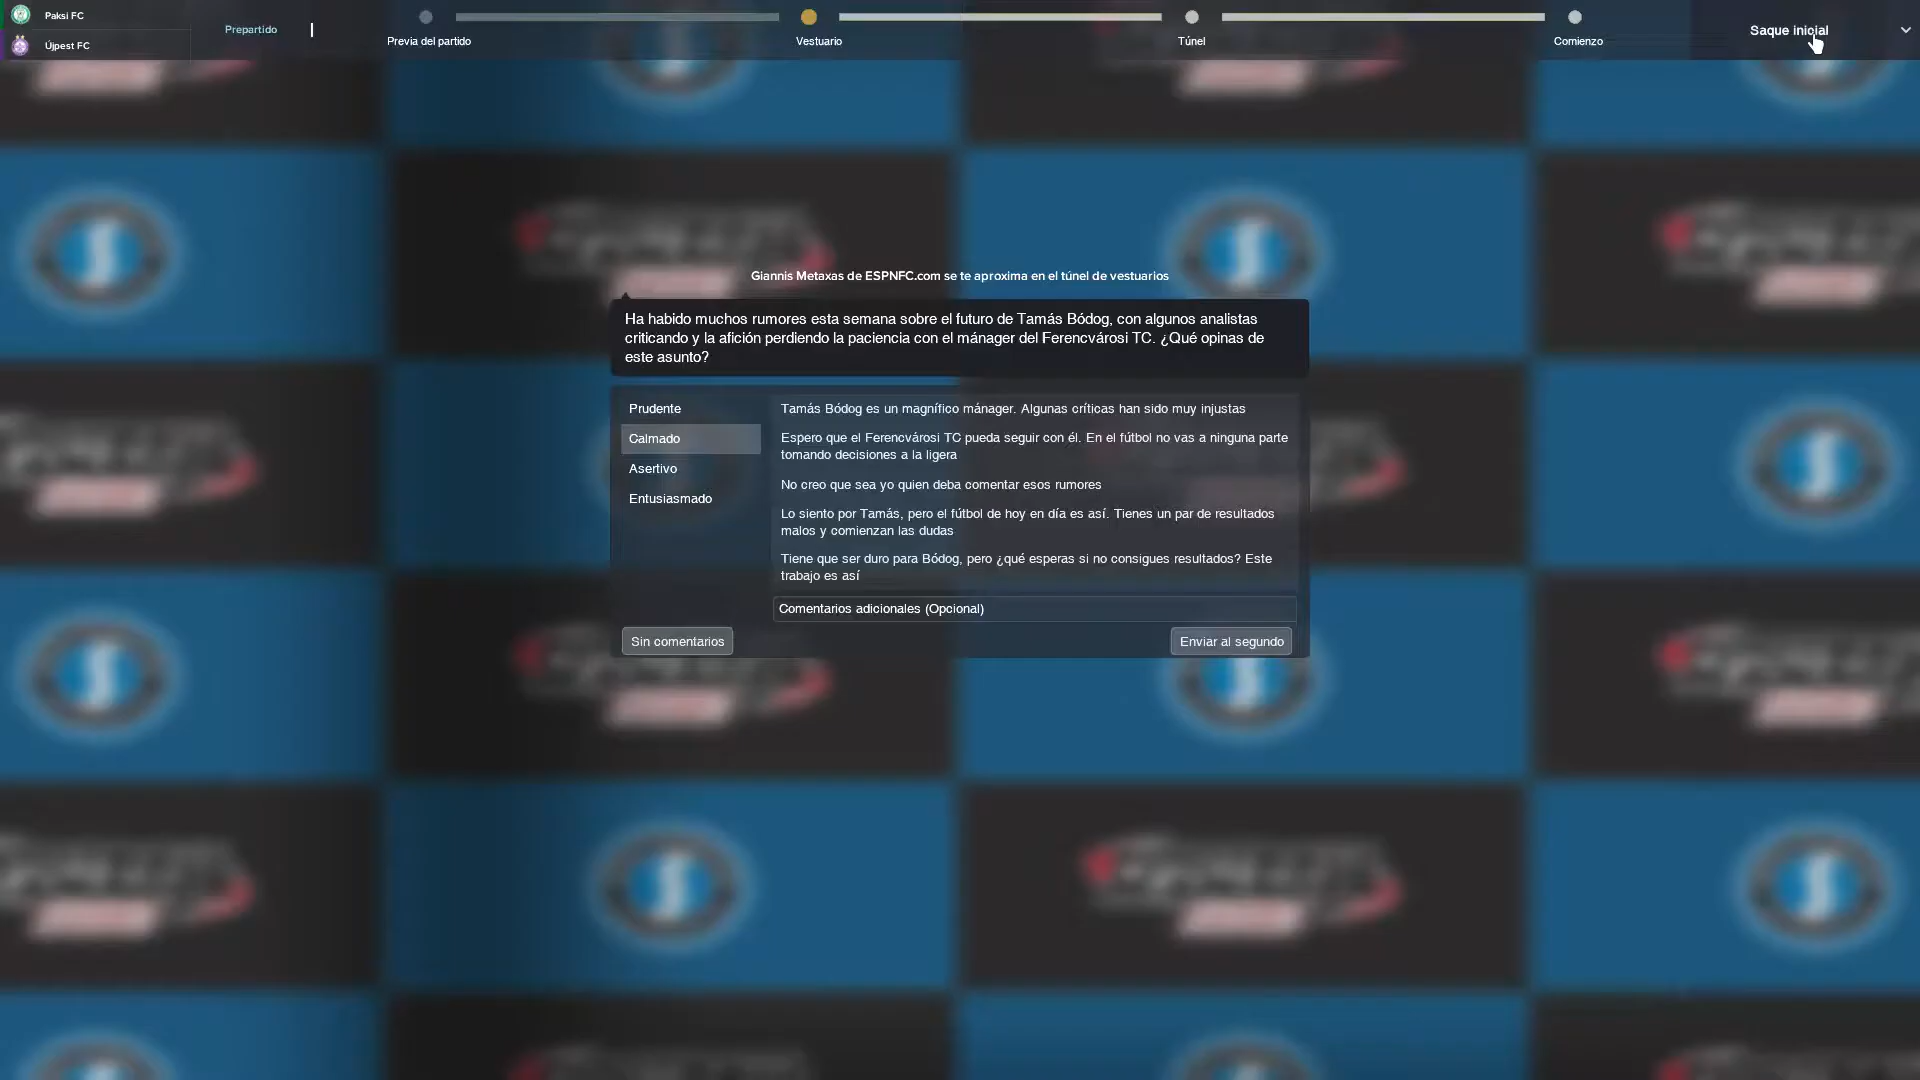 Paksi FC
Újpest FC
Prepartido
Previa del partido
Vestuario
Túnel
Comienzo
Saque inicial
Giannis Metaxas de ESPNFC.com se te aproxima en el túnel de vestuarios
Ha habido muchos rumores esta semana sobre el futuro de Tamás Bódog, con algunos analistas
criticando y la afición perdiendo la paciencia con el mánager del Ferencvárosi TC. ¿Qué opinas de
este asunto?
Prudente
Calmado
Asertivo
Entusiasmado
Tamás Bódog es un magnífico mánager. Algunas críticas han sido muy injustas
Espero que el Ferencvárosi TC pueda seguir con él. En el fútbol no vas a ninguna parte
tomando decisiones a la ligera
No creo que sea yo quien deba comentar esos rumores
Lo siento por Tamás, pero el fútbol de hoy en día es así. Tienes un par de resultados
malos y comienzan las dudas
Tiene que ser duro para Bódog, pero ¿qué esperas si no consigues resultados? Este
trabajo es así
Comentarios adicionales (Opcional)
Sin comentarios
Enviar al segundo